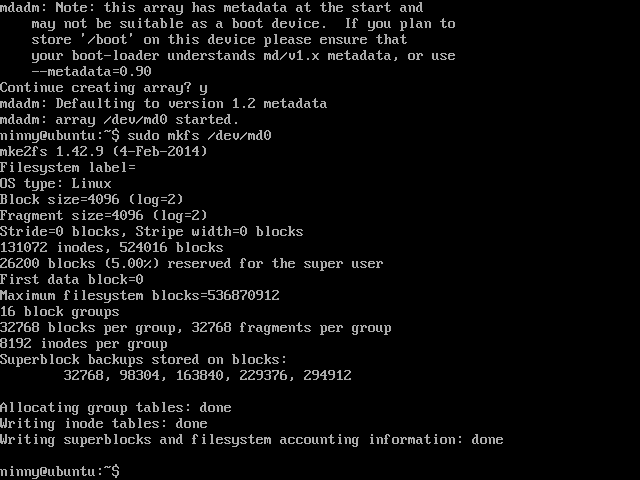 mdadm: Note: this array has metadata at the start and
    may not be suitable as a boot device.  If you plan to
    store '/boot' on this device please ensure that
    your boot-loader understands md/v1.x metadata, or use
    --metadata=0.90
Continue creating array? y
mdadm: Defaulting to version 1.2 metadata
mdadm: array /dev/md0 started.
ninny@ubuntu:~$ sudo mkfs /dev/md0
mke2fs 1.42.9 (4-Feb-2014)
Filesystem label=
OS type: Linux
Block size=4096 (log=2)
Fragment size=4096 (log=2)
Stride=0 blocks, Stripe width=0 blocks
131072 inodes, 524016 blocks
26200 blocks (5.00%) reserved for the super user
First data block=0
Maximum filesystem blocks=536870912
16 block groups
32768 blocks per group, 32768 fragments per group
8192 inodes per group
Superblock backups stored on blocks:
        32768, 98304, 163840, 229376, 294912

Allocating group tables: done
Writing inode tables: done
Writing superblocks and filesystem accounting information: done

ninny@ubuntu:~$